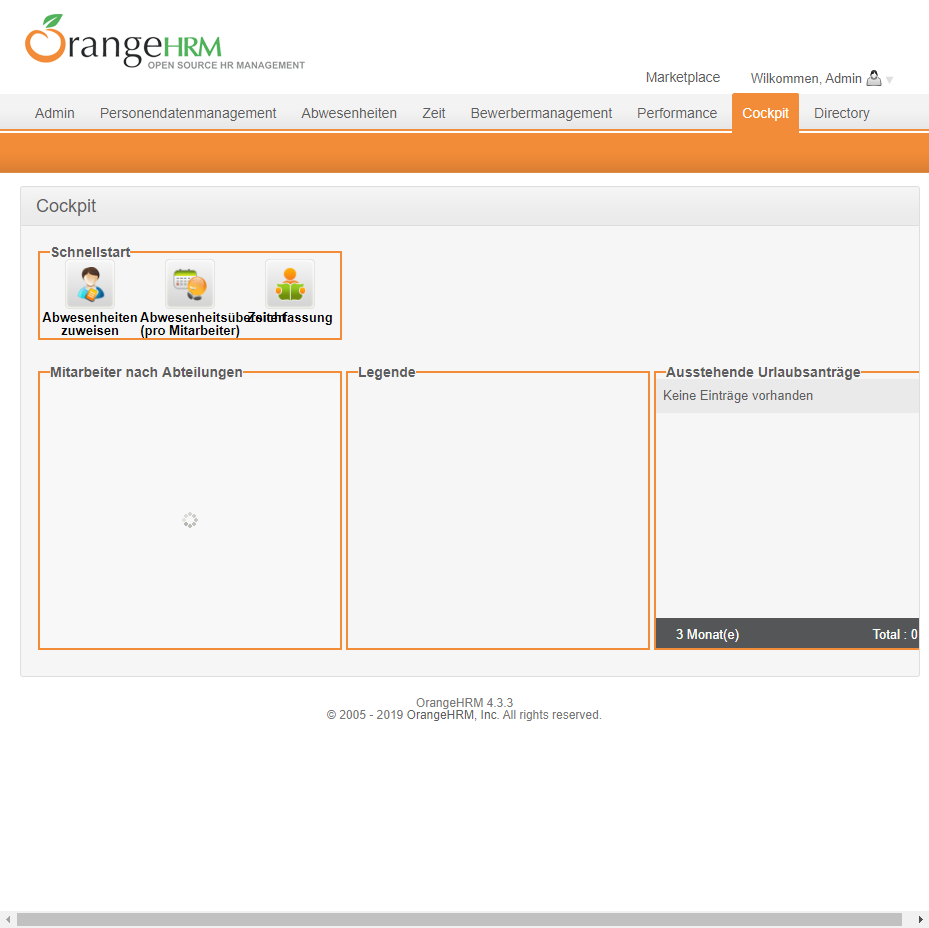 OrangeHRM
OPEN SOURCE HR MANAGEMENT
Marketplace
Willkommen, Admin
Admin
Personendatenmanagement
Abwesenheiten
Zeit
Bewerbermanagement
Performance
Cockpit
Directory
Cockpit
Schnellstart
Abwesenheiten
zuweisen
Abwesenheitsübersicht
(pro Mitarbeiter)
Zeiterfassung
Mitarbeiter nach Abteilungen
Legende
Ausstehende Urlaubsanträge
Keine Einträge vorhanden
3 Monat(e)
Total : 0
OrangeHRM 4.3.3
© 2005 - 2019 OrangeHRM, Inc. All rights reserved.